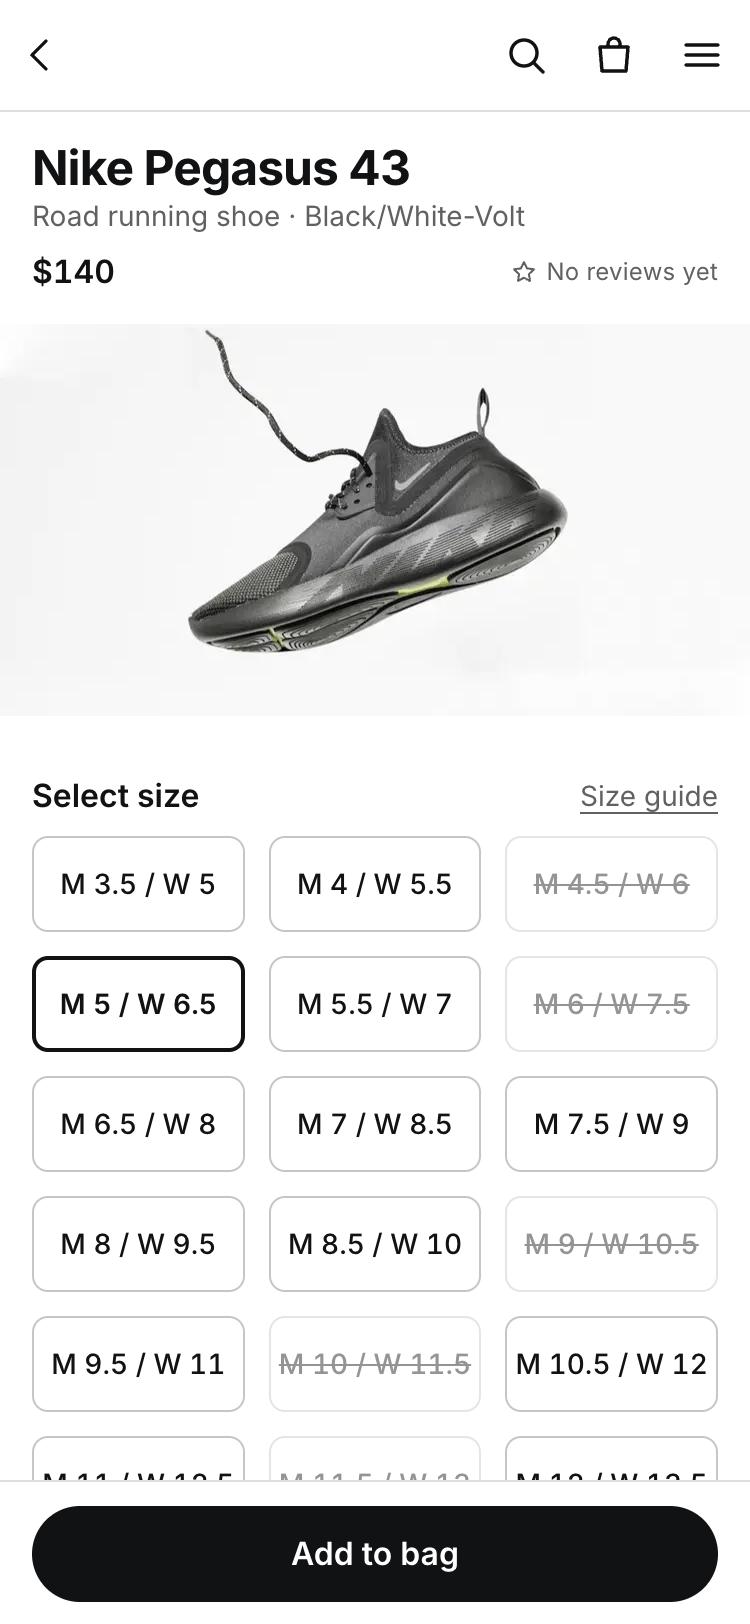 Nike Pegasus 43
Road running shoe · Black/White-Volt
$140
No reviews yet
Select size
Size guide
M 3.5 / W 5
M 4 / W 5.5
M 4.5 / W 6
M 5 / W 6.5
M 5.5 / W 7
M 6 / W 7.5
M 6.5 / W 8
M 7 / W 8.5
M 7.5 / W 9
M 8 / W 9.5
M 8.5 / W 10
M 9 / W 10.5
M 9.5 / W 11
M 10 / W 11.5
M 10.5 / W 12
Add to bag